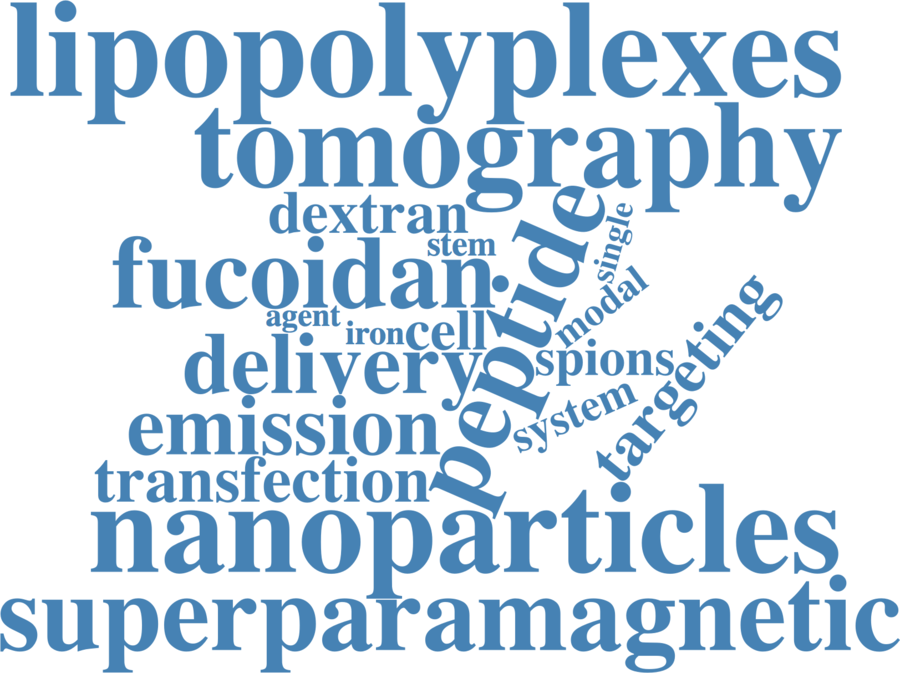 lipopolyplexes
tomography
dextran
stem
single
peptide
fucoidan
modal
agent
iron
cell
spions
targeting
delivery
system
emission
transfection
nanoparticles
superparamagnetic